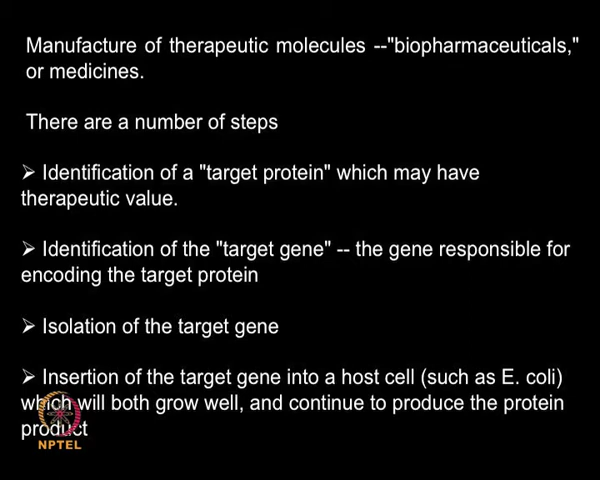 Manufacture of therapeutic molecules --"biopharmaceuticals,"
or medicines.
There are a number of steps
➢ Identification of a "target protein" which may have
therapeutic value.
➢ Identification of the "target gene" -- the gene responsible for
encoding the target protein
➢ Isolation of the target gene
➢ Insertion of the target gene into a host cell (such as E. coli)
which will both grow well, and continue to produce the protein
product
NPTEL